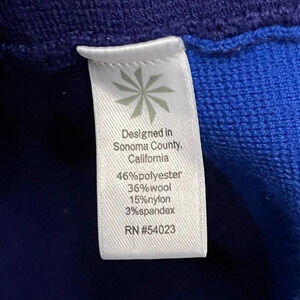 Designed in
Sonoma County,
California
46%polyester
36%wool
15%nylon
3%spandex
RN #54023